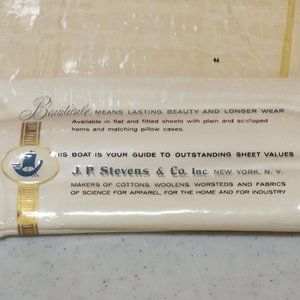 Beauticale MEANS LASTING BEAUTY AND LONGER WEAR
Available in flat and fitted sheets with plain and scalloped
hems and matching pillow cases.
THIS BOAT IS YOUR GUIDE TO OUTSTANDING SHEET VALUES
J. P. Stevens & Co. Inc. NEW YORK, N. Y.
MAKERS OF COTTONS, WOOLENS, WORSTEDS AND FABRICS
OF SCIENCE FOR APPAREL, FOR THE HOME AND FOR INDUSTRY